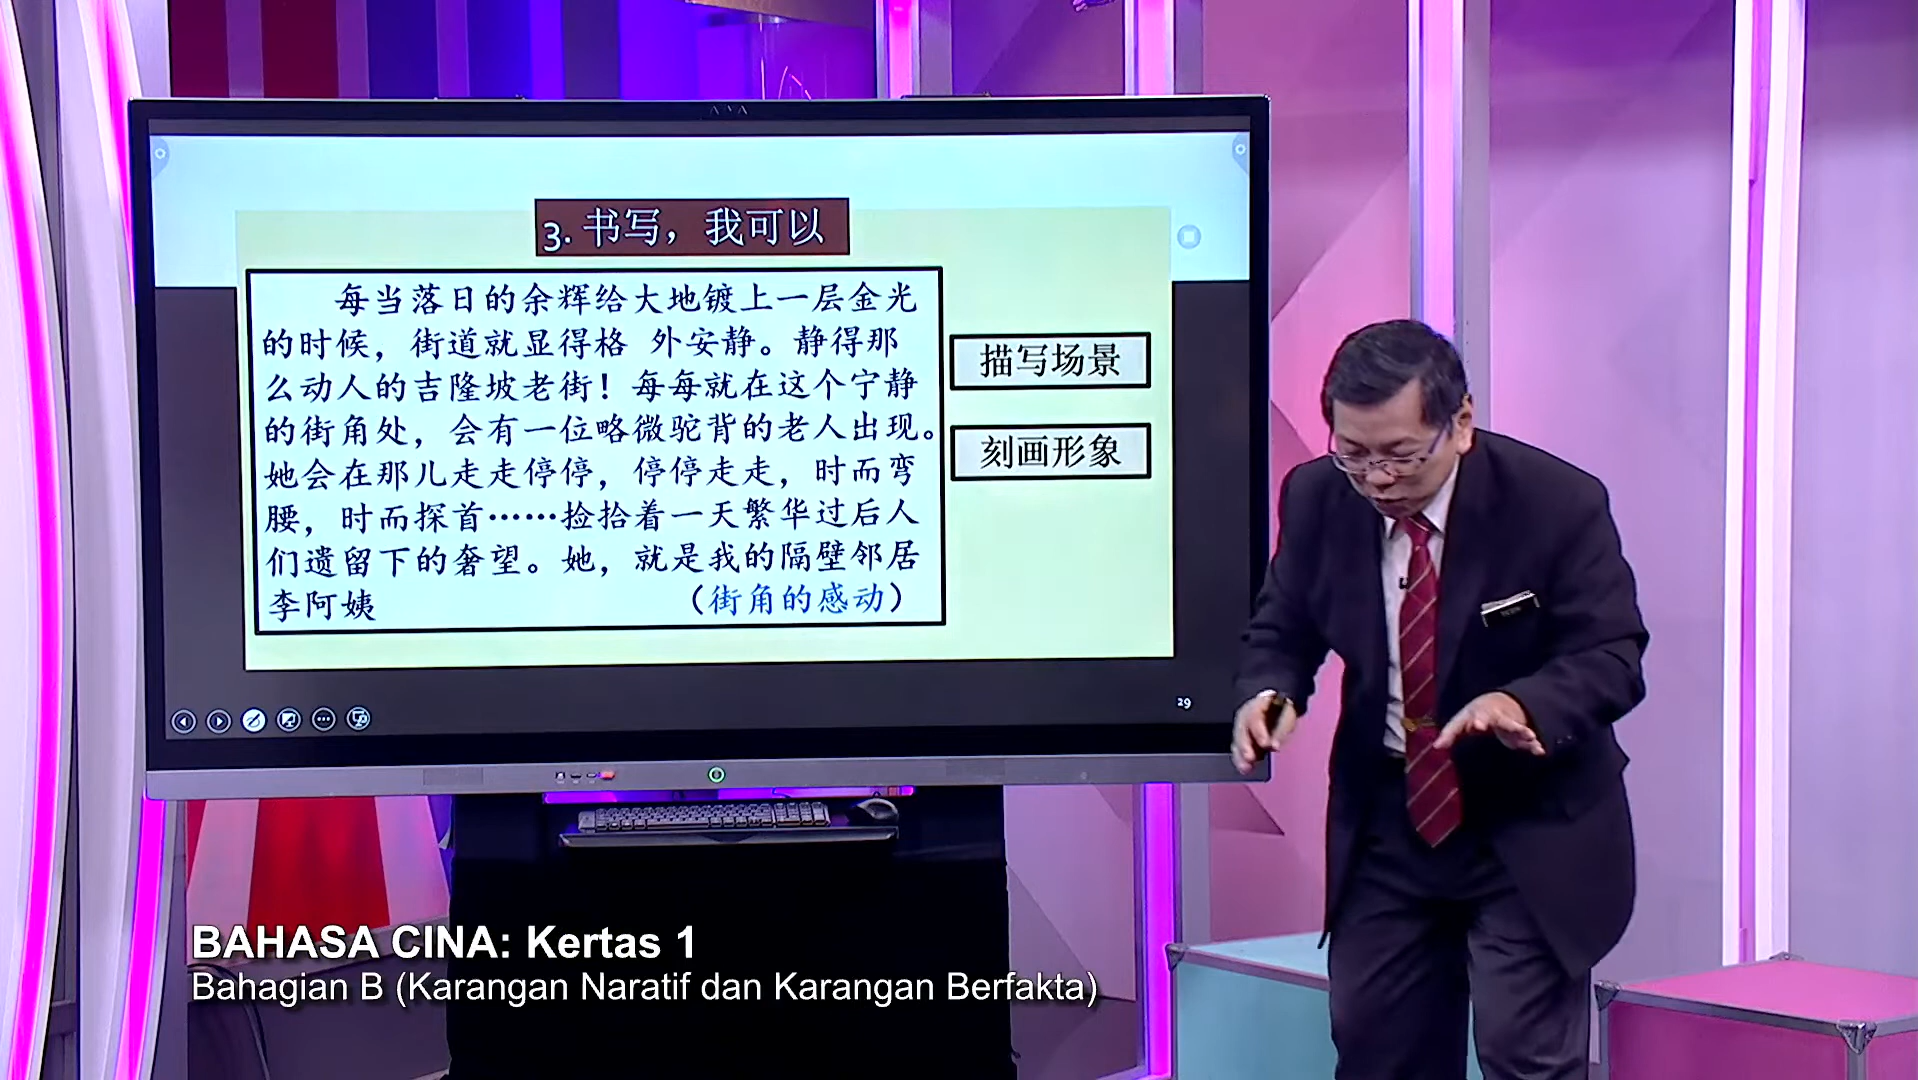 3. 书写，我可以
每当落日的余辉给大地镀上一层金光
的时候，街道就显得格 外安静。静得那
么动人的吉隆坡老街！每每就在这个宁静
的街角处，会有一位略微驼背的老人出现。
她会在那儿走走停停，停停走走，时而弯
腰，时而探首……捡拾着一天繁华过后人
们遗留下的奢望。她，就是我的隔壁邻居
李阿姨 （街角的感动）
描写场景
刻画形象
29
BAHASA CINA: Kertas 1
Bahagian B (Karangan Naratif dan Karangan Berfakta)